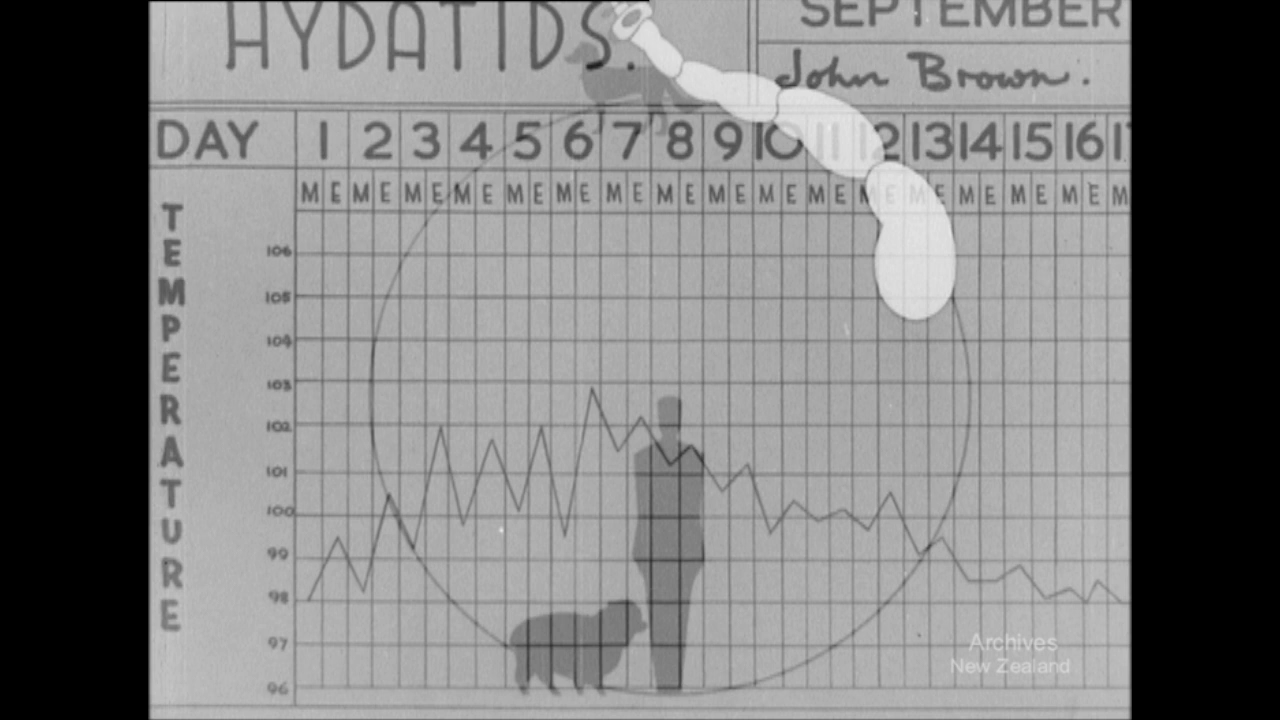 HYDATIDS.
SEPTEMBER
John Brown.
DAY 1 2 3 4 5 6 7 8 9 10 11 12 13 14 15 16 17
M E M E M E M E M E M E M E M E M E M E M E M E M E M E M E M E M
TEMPERATURE
106
105
104
103
102
101
100
99
98
97
96
Archives
New Zealand